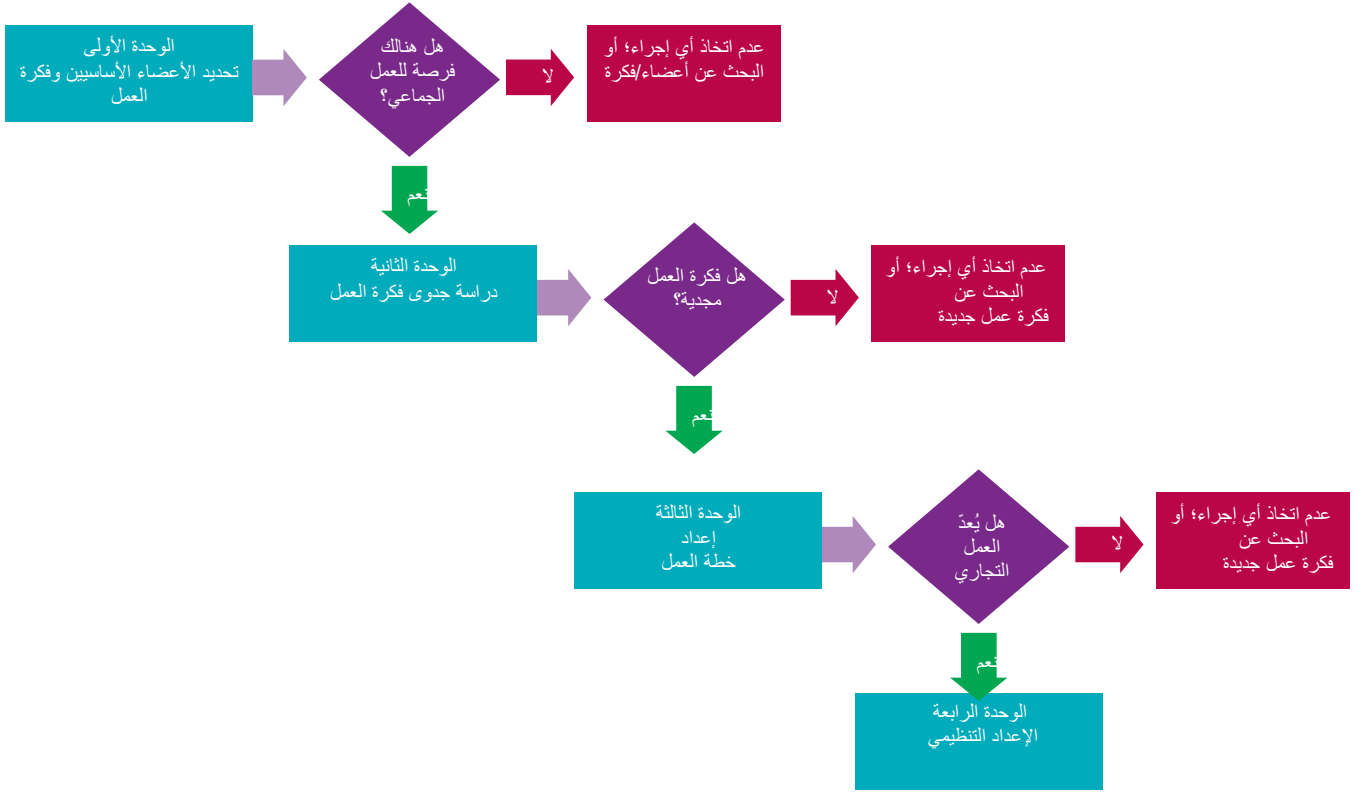 الوحدة الأولى
تحديد الأعضاء الأساسيين وفكرة
العمل
هل هنالك
فرصة للعمل
الجماعي؟
لا
عدم اتخاذ أي إجراء؛ أو
البحث عن أعضاء/فكرة
نعم
الوحدة الثانية
دراسة جدوى فكرة العمل
هل فكرة العمل
مجدية؟
لا
عدم اتخاذ أي إجراء؛ أو
البحث عن
فكرة عمل جديدة
نعم
الوحدة الثالثة
إعداد
خطة العمل
هل يُعدّ
العمل
التجاري
لا
عدم اتخاذ أي إجراء؛ أو
البحث عن
فكرة عمل جديدة
نعم
الوحدة الرابعة
الإعداد التنظيمي